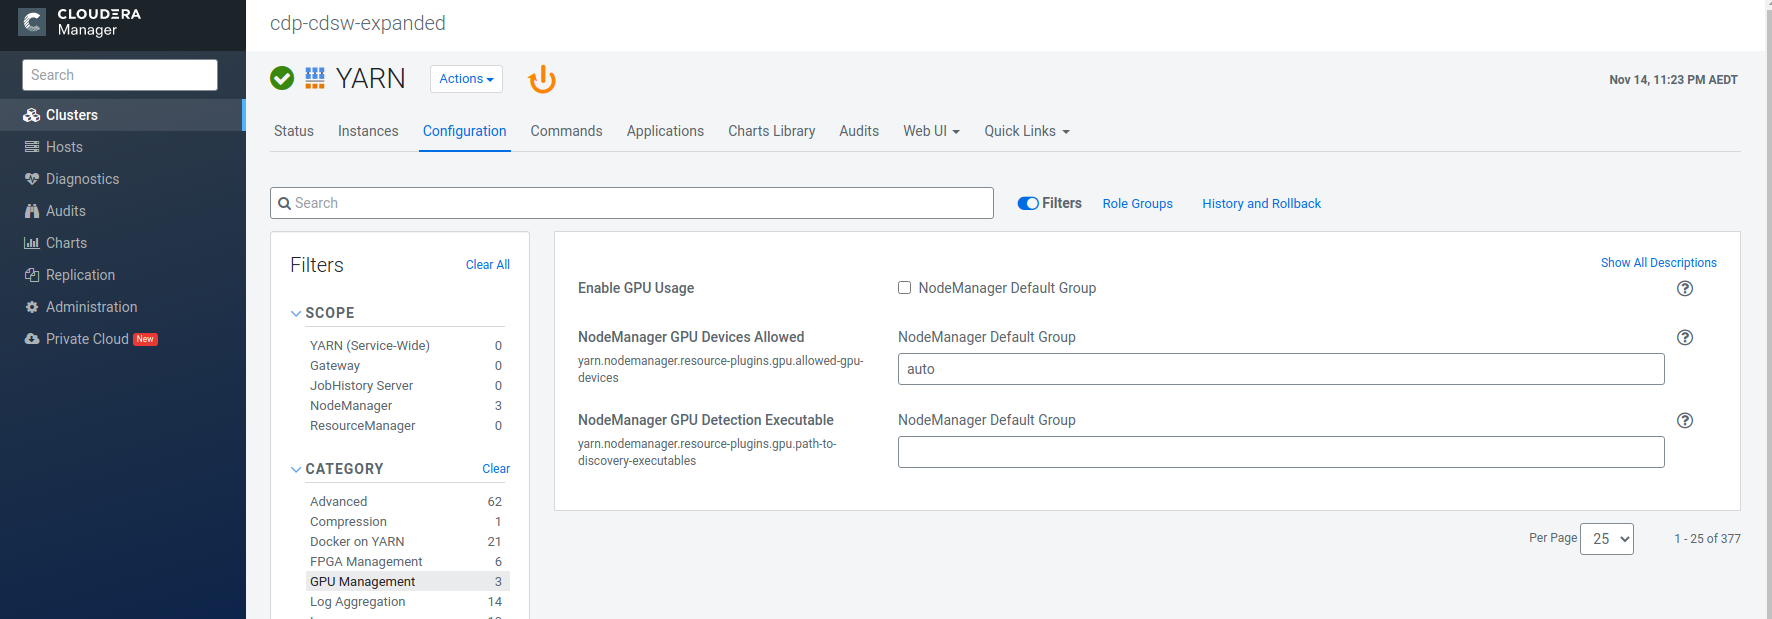 CLOUDERA
Manager
Search
Clusters
Hosts
Diagnostics
Audits
Charts
Replication
Administration
Private Cloud New
cdp-cdsw-expanded
YARN Actions
Nov 14, 11:23 PM AEDT
Status Instances Configuration Commands Applications Charts Library Audits Web UI Quick Links
Search
Filters Role Groups History and Rollback
Filters Clear All
SCOPE
YARN (Service-Wide) 0
Gateway 0
JobHistory Server 0
NodeManager 3
ResourceManager 0
CATEGORY Clear
Advanced 62
Compression 1
Docker on YARN 21
FPGA Management 6
GPU Management 3
Log Aggregation 14
Show All Descriptions
Enable GPU Usage NodeManager Default Group ?
NodeManager GPU Devices Allowed NodeManager Default Group ?
yarn.nodemanager.resource-plugins.gpu.allowed-gpu-
devices
auto
NodeManager GPU Detection Executable NodeManager Default Group ?
yarn.nodemanager.resource-plugins.gpu.path-to-
discovery-executables
Per Page 25 1 - 25 of 377